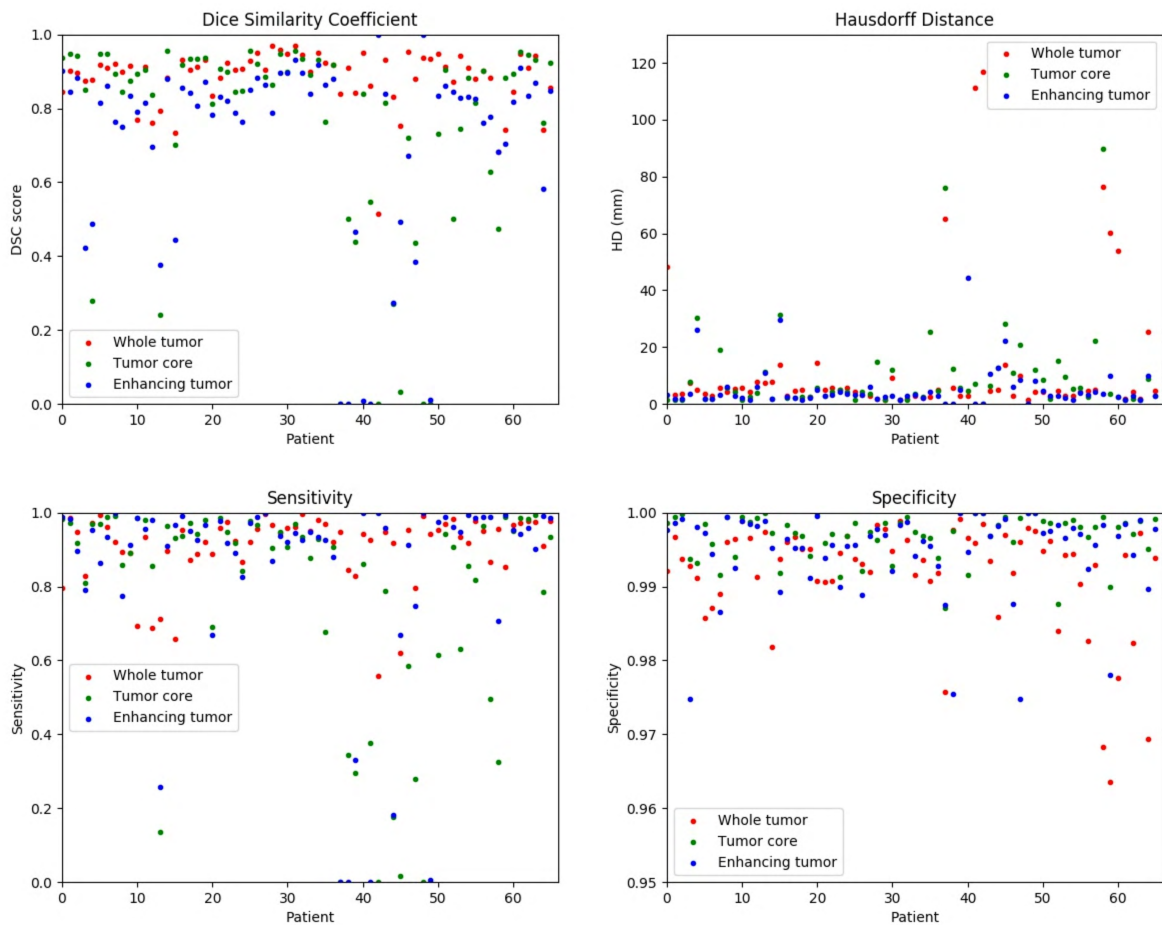 Dice Similarity Coefficient
1.0
0.8
0.6
0.4
0.2
0.0
DSC score
Whole tumor
Tumor core
Enhancing tumor
0 10 20 30 40 50 60
Patient
Hausdorff Distance
120
100
80
60
40
20
0
HD (mm)
Whole tumor
Tumor core
Enhancing tumor
0 10 20 30 40 50 60
Patient
Sensitivity
1.0
0.8
0.6
0.4
0.2
0.0
Sensitivity
Whole tumor
Tumor core
Enhancing tumor
0 10 20 30 40 50 60
Patient
Specificity
1.00
0.99
0.98
0.97
0.96
0.95
Specificity
Whole tumor
Tumor core
Enhancing tumor
0 10 20 30 40 50 60
Patient